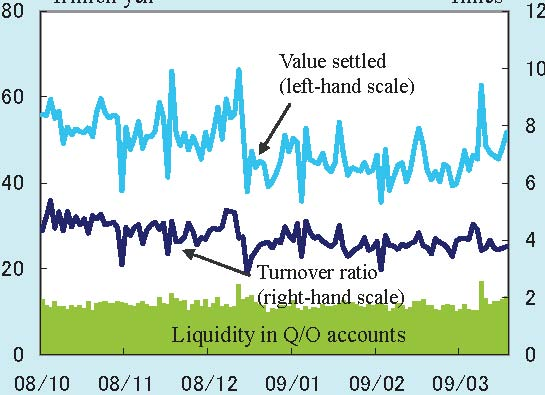 80
12
60
10
40
8
20
6
0
4
2
0
Value settled
(left-hand scale)
Turnover ratio
(right-hand scale)
Liquidity in Q/O accounts
08/10 08/11 08/12 09/01 09/02 09/03